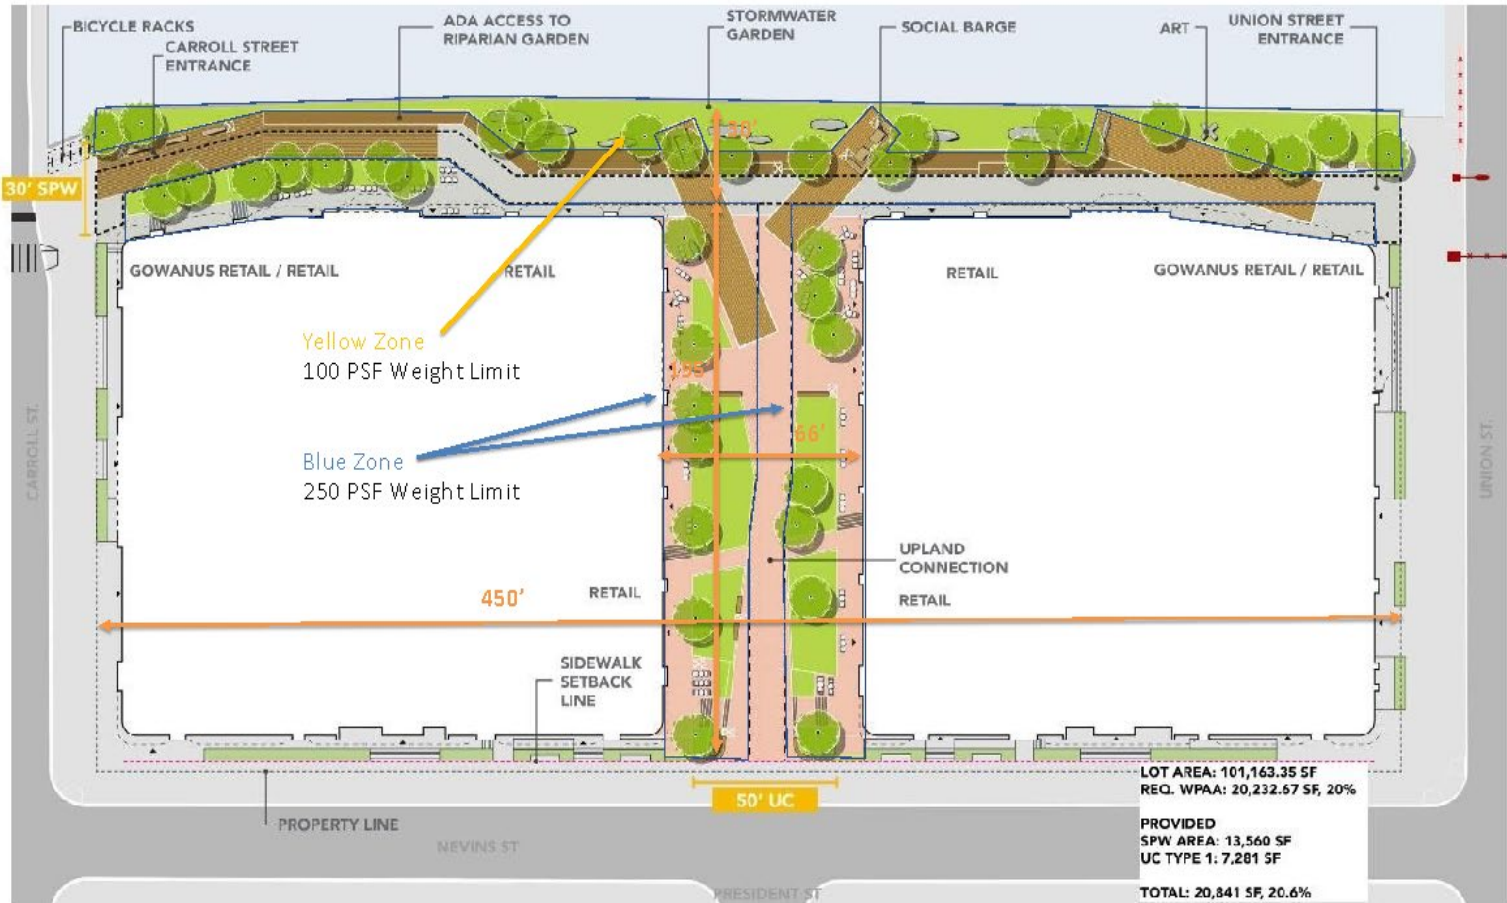 BICYCLE RACKS
CARROLL STREET
ENTRANCE
ADA ACCESS TO
RIPARIAN GARDEN
STORMWATER
GARDEN
SOCIAL BARGE
ART
UNION STREET
ENTRANCE
30' SPW
30'
GOWANUS RETAIL / RETAIL
RETAIL
RETAIL
GOWANUS RETAIL / RETAIL
Yellow Zone
100 PSF Weight Limit
195'
66'
Blue Zone
250 PSF Weight Limit
CARROLL ST.
UNION ST.
UPLAND
CONNECTION
450'
RETAIL
RETAIL
SIDEWALK
SETBACK
LINE
50' UC
PROPERTY LINE
NEVINS ST
PRESIDENT ST
LOT AREA: 101,163.35 SF
REQ. WPAA: 20,232.67 SF, 20%
PROVIDED
SPW AREA: 13,560 SF
UC TYPE 1: 7,281 SF
TOTAL: 20,841 SF, 20.6%